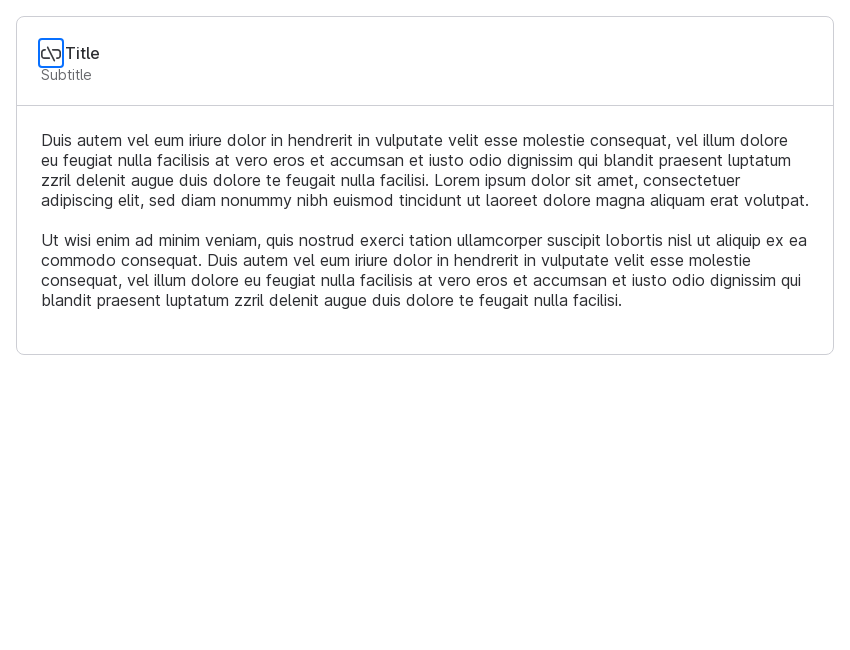 Title
Subtitle
Duis autem vel eum iriure dolor in hendrerit in vulputate velit esse molestie consequat, vel illum dolore
eu feugiat nulla facilisis at vero eros et accumsan et iusto odio dignissim qui blandit praesent luptatum
zzril delenit augue duis dolore te feugait nulla facilisi. Lorem ipsum dolor sit amet, consectetuer
adipiscing elit, sed diam nonummy nibh euismod tincidunt ut laoreet dolore magna aliquam erat volutpat.
Ut wisi enim ad minim veniam, quis nostrud exerci tation ullamcorper suscipit lobortis nisl ut aliquip ex ea
commodo consequat. Duis autem vel eum iriure dolor in hendrerit in vulputate velit esse molestie
consequat, vel illum dolore eu feugiat nulla facilisis at vero eros et accumsan et iusto odio dignissim qui
blandit praesent luptatum zzril delenit augue duis dolore te feugait nulla facilisi.